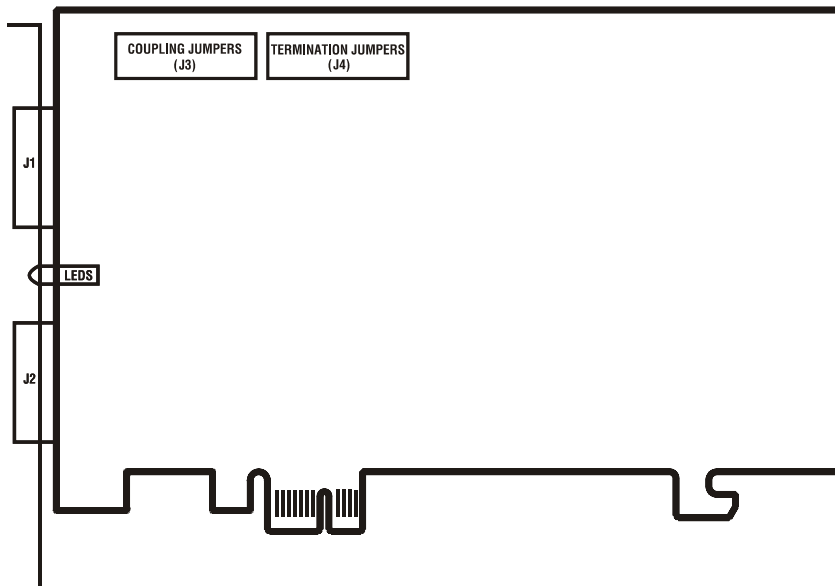 COUPLING JUMPERS
(J3)
TERMINATION JUMPERS
(J4)
J1
LEDS
J2